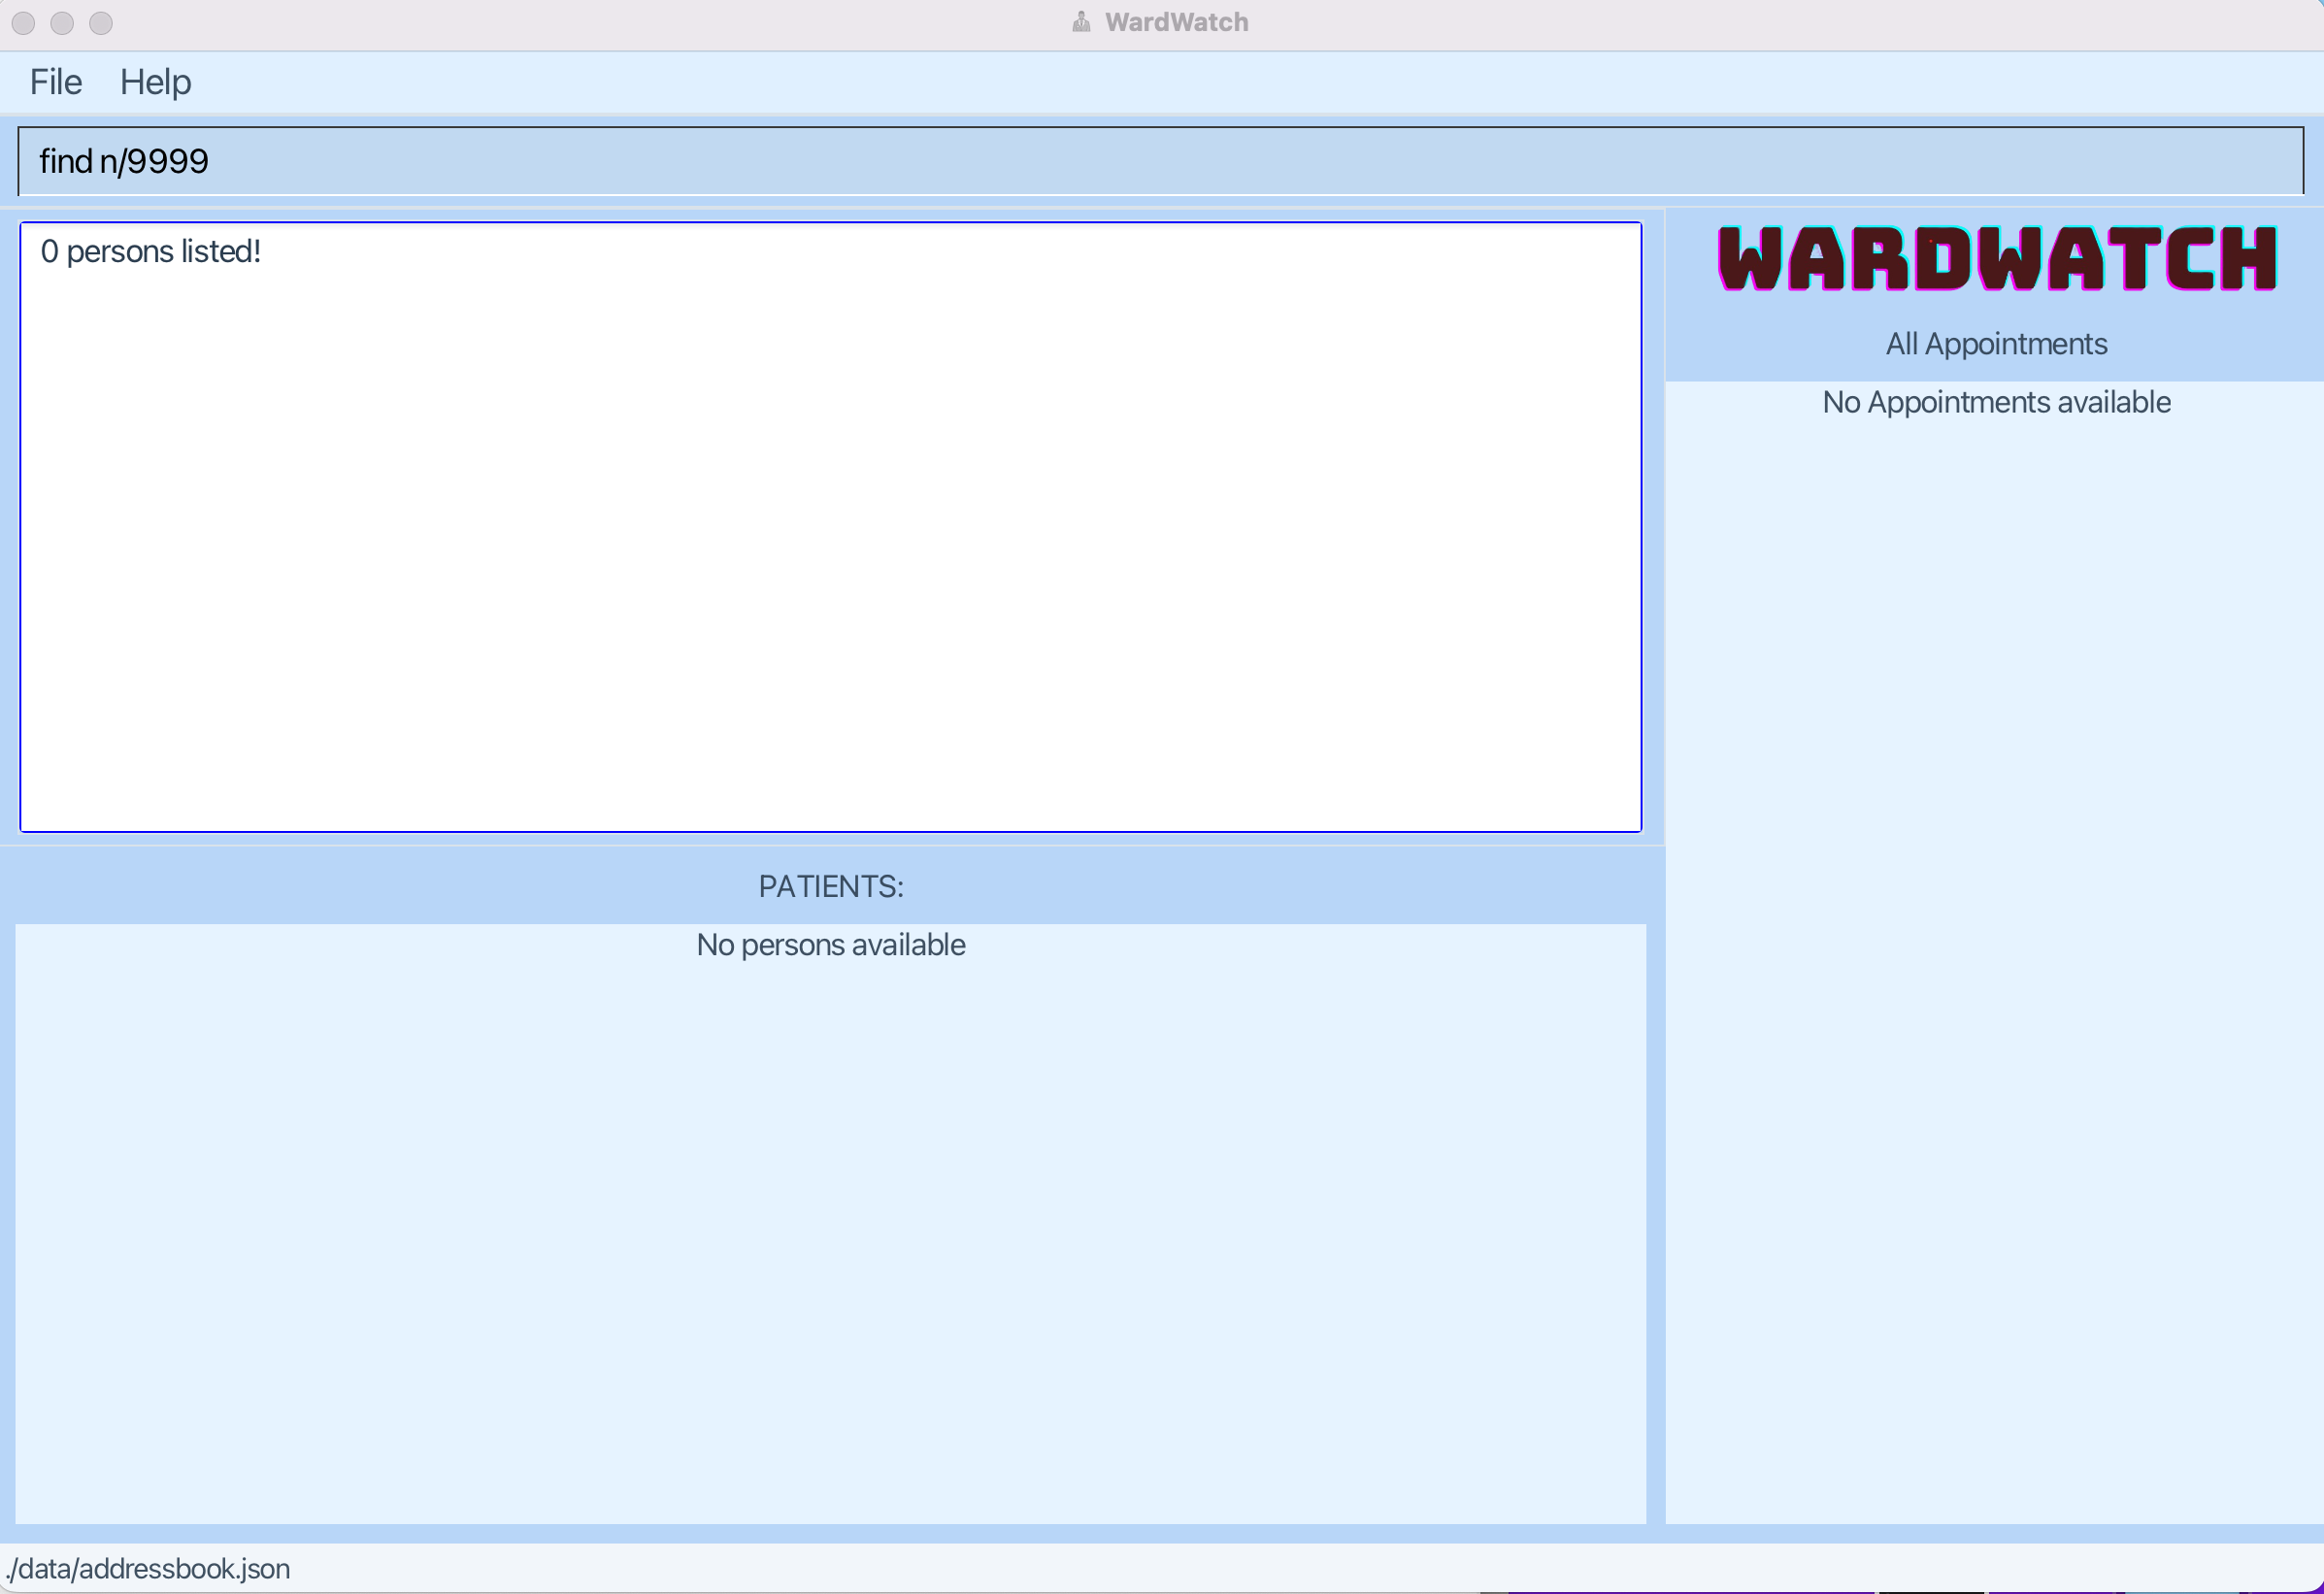 WardWatch
File Help
find n/9999
0 persons listed!
WARDWATCH
All Appointments
No Appointments available
PATIENTS:
No persons available
./data/addressbook.json